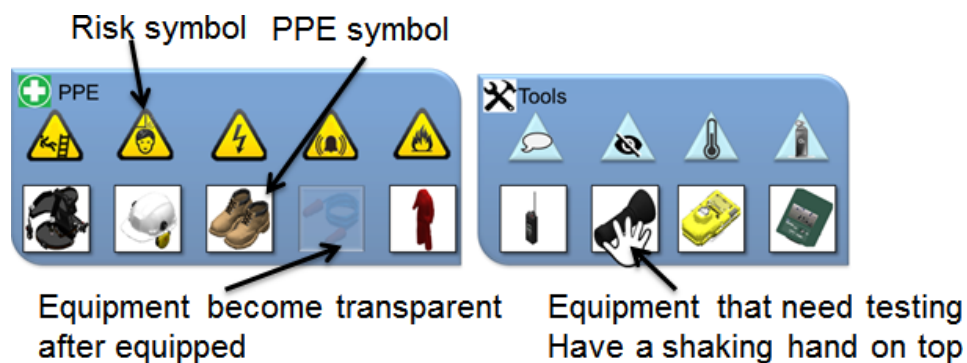 Risk symbol PPE symbol
PPE
Tools
Equipment become transparent
after equipped
Equipment that need testing
Have a shaking hand on top